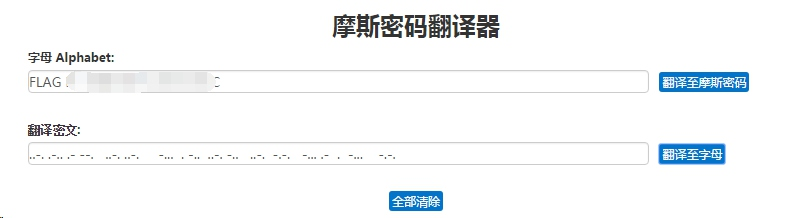 摩斯密码翻译器
字母 Alphabet:
FLAG C
翻译至摩斯密码
翻译密文:
..-. .-.. .- --. ..-. ..-. -... . -.. ..-. -.. ..-. -.-. -... .- . -... -.-.
翻译至字母
全部清除